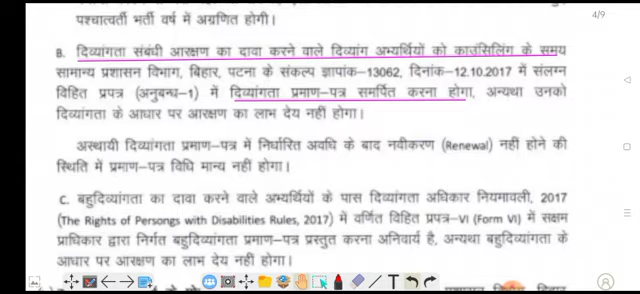 पश्चात्वर्ती भर्ती वर्ष में अग्रणित होगी।
4/9
B. दिव्यांगता संबंधी आरक्षण का दावा करने वाले दिव्यांग अभ्यर्थियों को काउंसिलिंग के समय
सामान्य प्रशासन विभाग, बिहार, पटना के संकल्प ज्ञापांक-13062, दिनांक-12.10.2017 में संलग्न
विहित प्रपत्र (अनुबन्ध-1) में दिव्यांगता प्रमाण-पत्र समर्पित करना होगा, अन्यथा उनको
दिव्यांगता के आधार पर आरक्षण का लाभ देय नहीं होगा।
अस्थायी दिव्यांगता प्रमाण-पत्र में निर्धारित अवधि के बाद नवीकरण (Renewal) नहीं होने की
स्थिति में प्रमाण-पत्र विधि मान्य नहीं होगा।
C. बहुदिव्यांगता का दावा करने वाले अभ्यर्थियों के पास दिव्यांगता अधिकार नियमावली, 2017
(The Rights of Persongs with Disabilities Rules, 2017) में वर्णित विहित प्रपत्र-VI (Form VI) में सक्षम
प्राधिकार द्वारा निर्गत बहुदिव्यांगता प्रमाण-पत्र प्रस्तुत करना अनिवार्य है, अन्यथा बहुदिव्यांगता के
आधार पर आरक्षण का लाभ देय नहीं होगा।